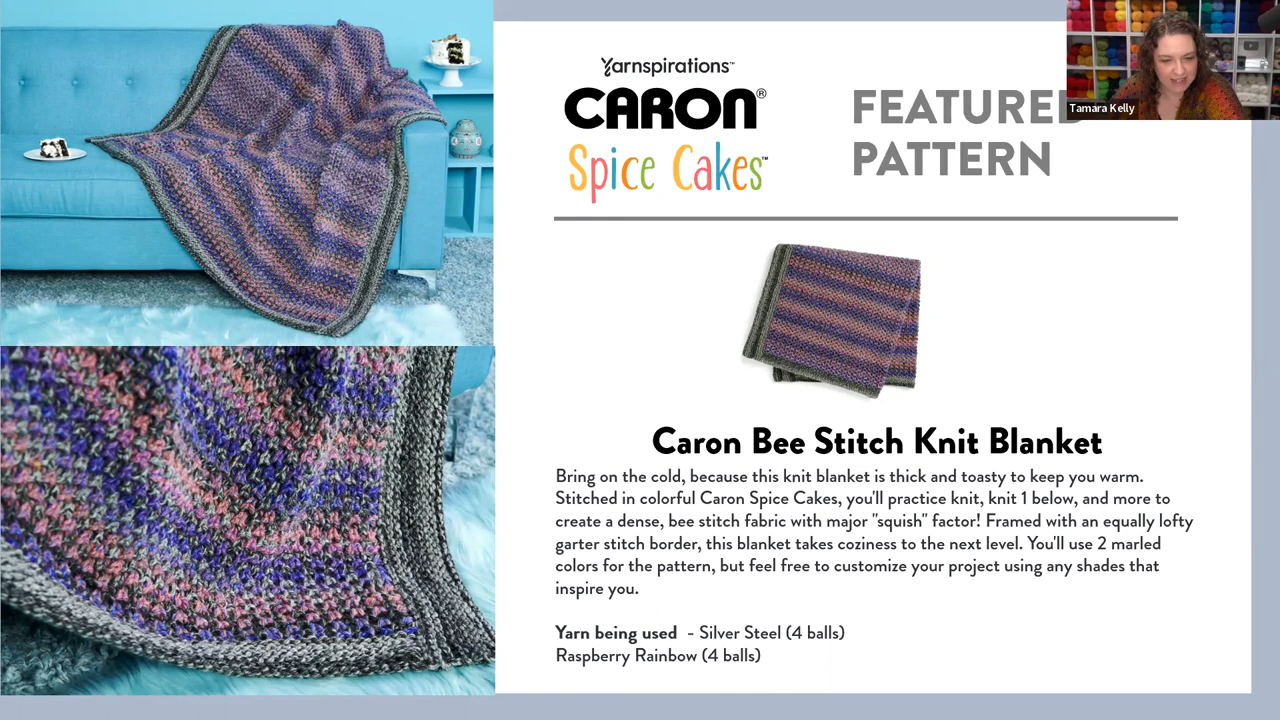 Yarnspirations™
CARON®
Spice Cakes™
FEATURED
PATTERN
Tamara Kelly
Caron Bee Stitch Knit Blanket
Bring on the cold, because this knit blanket is thick and toasty to keep you warm.
Stitched in colorful Caron Spice Cakes, you'll practice knit, knit 1 below, and more to
create a dense, bee stitch fabric with major "squish" factor! Framed with an equally lofty
garter stitch border, this blanket takes coziness to the next level. You'll use 2 marled
colors for the pattern, but feel free to customize your project using any shades that
inspire you.
Yarn being used - Silver Steel (4 balls)
Raspberry Rainbow (4 balls)